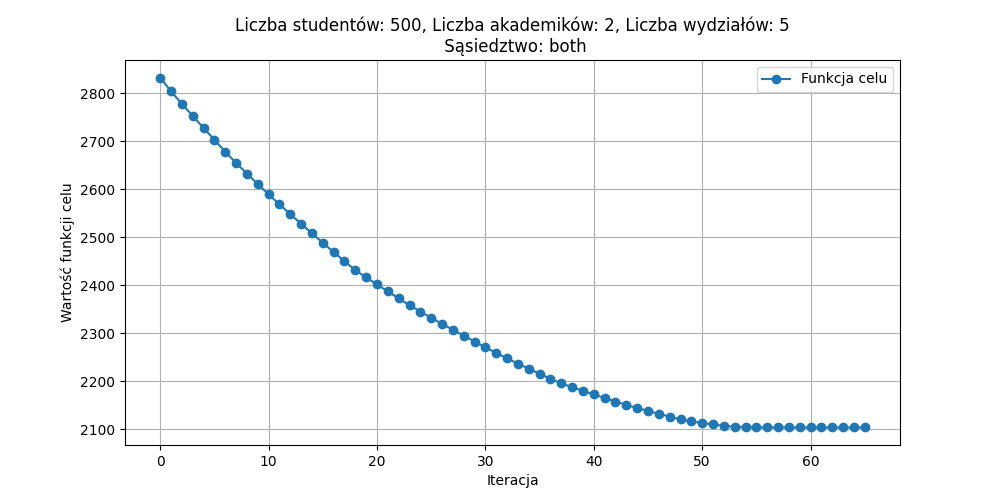 Liczba studentów: 500, Liczba akademików: 2, Liczba wydziałów: 5
Sąsiedztwo: both
Funkcja celu
Wartość funkcji celu
2800
2700
2600
2500
2400
2300
2200
2100
0 10 20 30 40 50 60
Iteracja